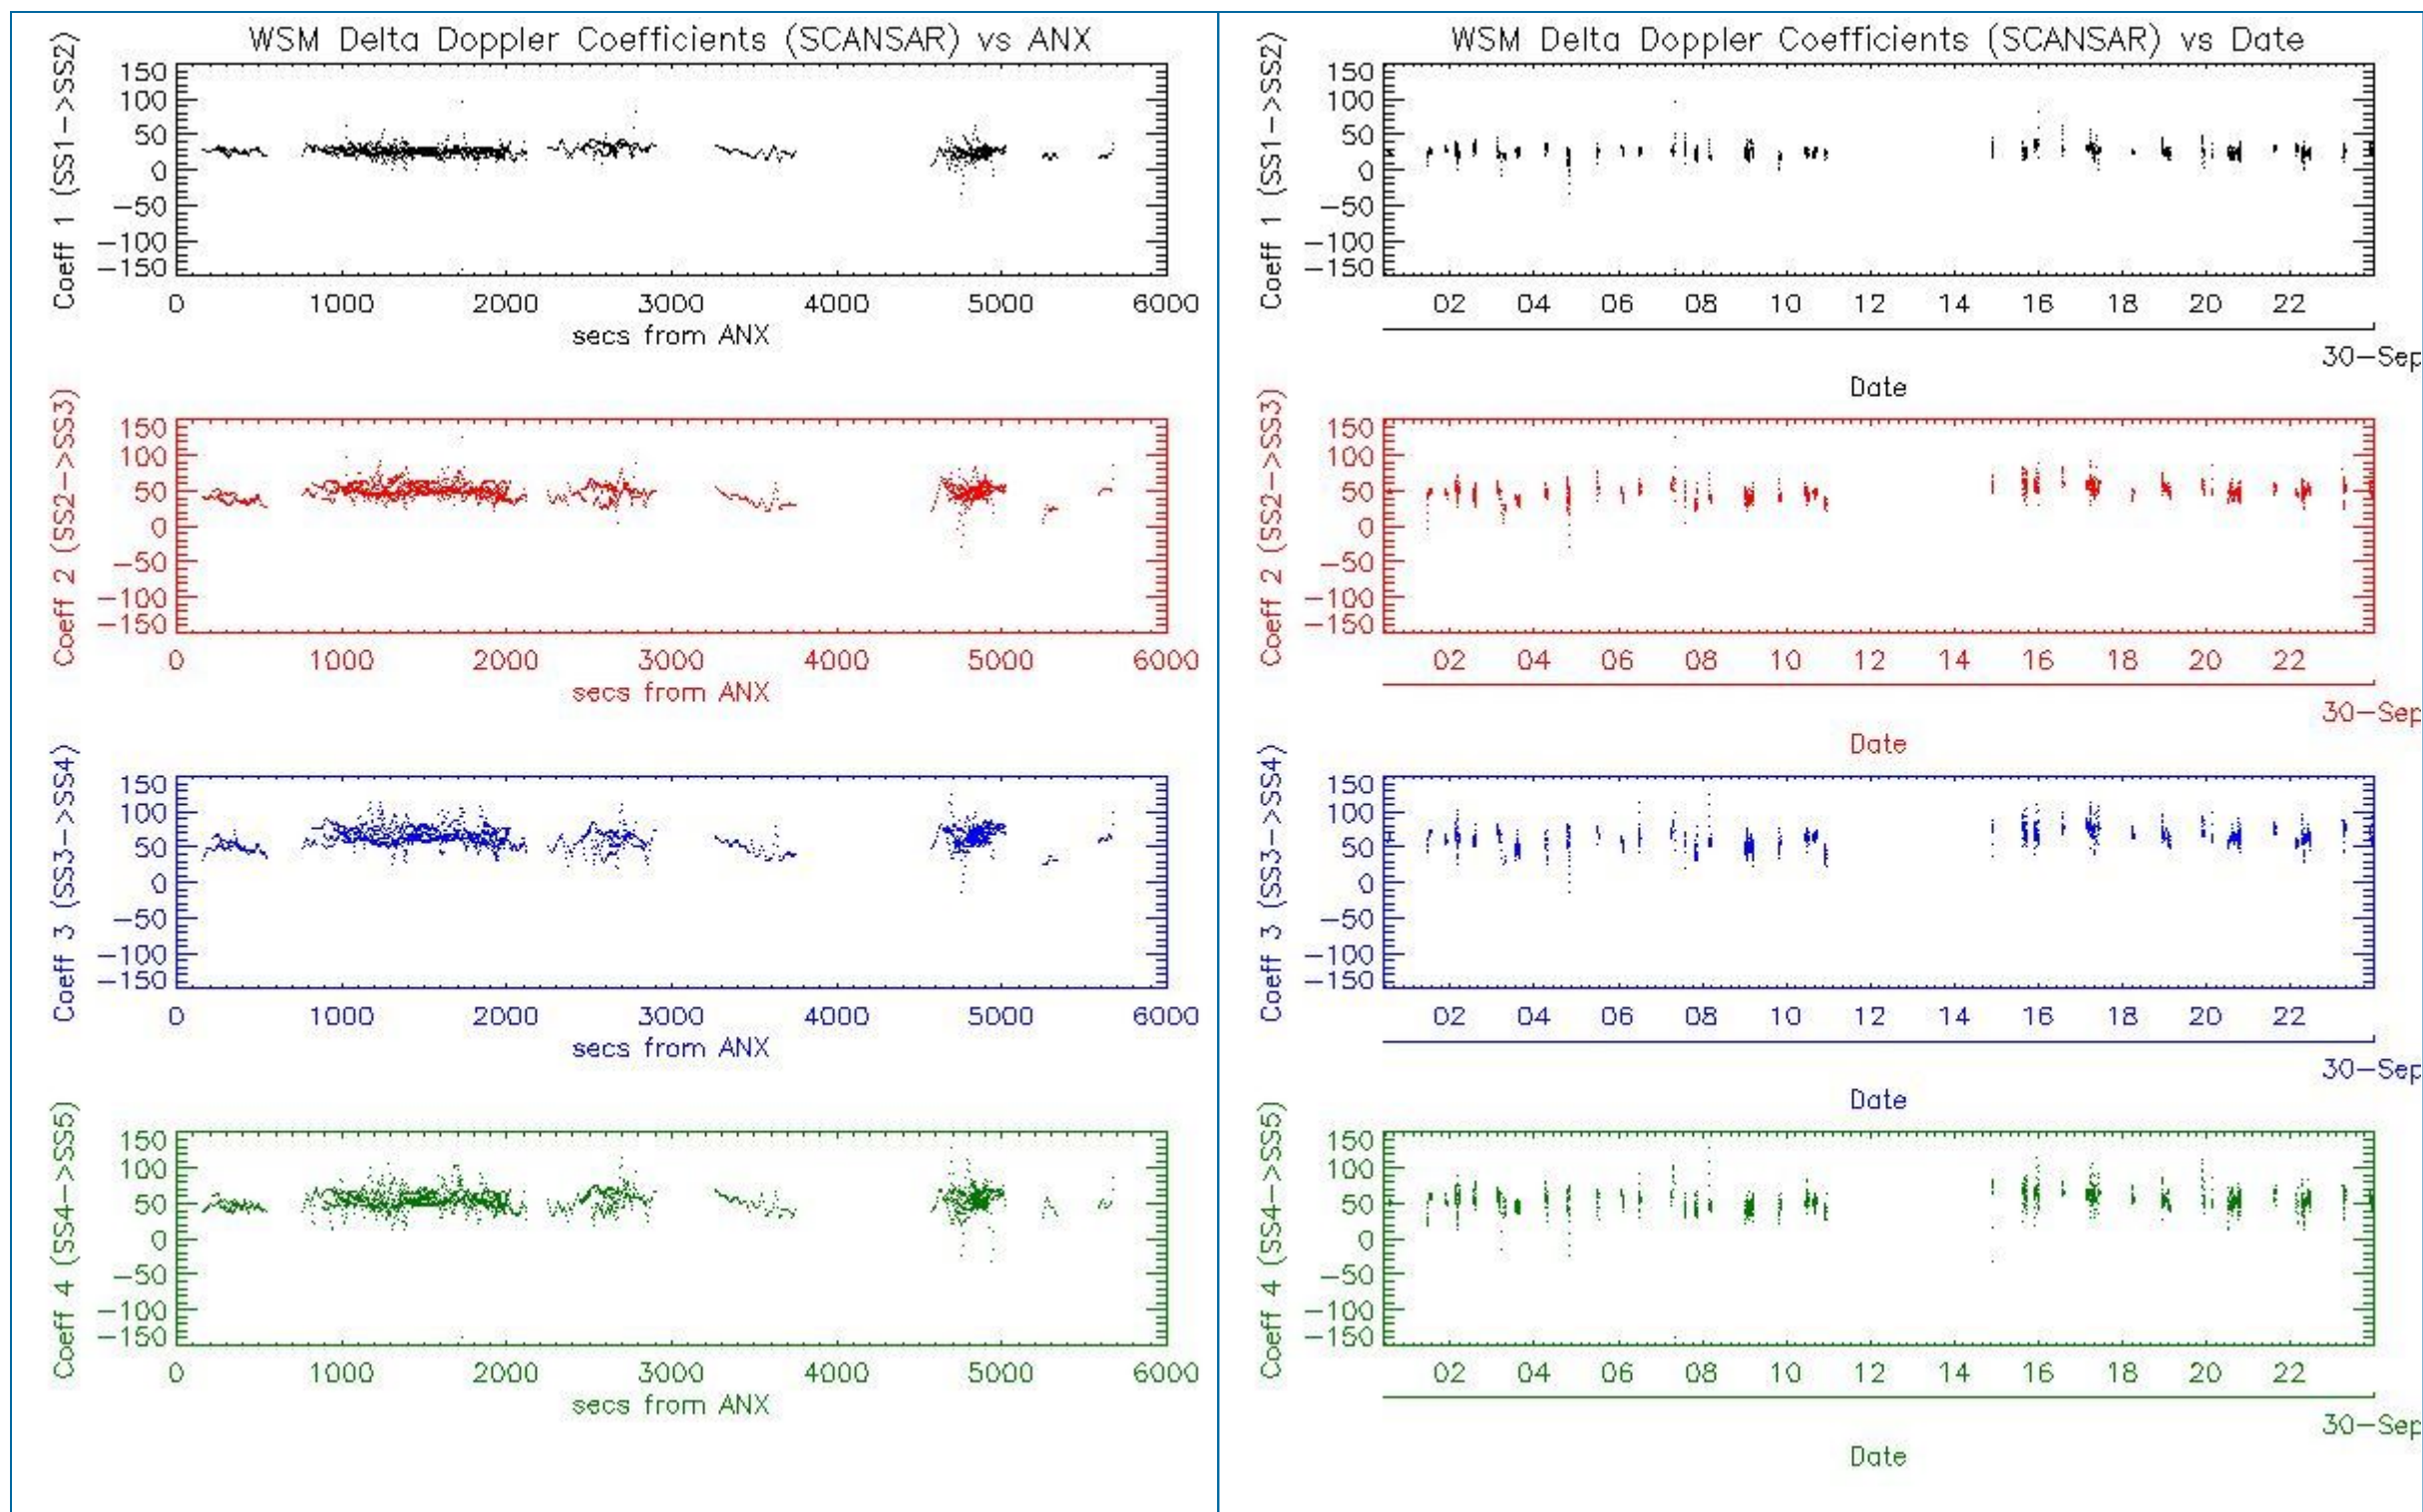 WSM Delta Doppler Coefficients (SCANSAR) vs ANX
Coeff 1 (SS1->SS2)
150
100
50
0
-50
-100
-150
0 1000 2000 3000 4000 5000 6000
secs from ANX
Coeff 2 (SS2->SS3)
150
100
50
0
-50
-100
-150
0 1000 2000 3000 4000 5000 6000
secs from ANX
Coeff 3 (SS3->SS4)
150
100
50
0
-50
-100
-150
0 1000 2000 3000 4000 5000 6000
secs from ANX
Coeff 4 (SS4->SS5)
150
100
50
0
-50
-100
-150
0 1000 2000 3000 4000 5000 6000
secs from ANX
WSM Delta Doppler Coefficients (SCANSAR) vs Date
Coeff 1 (SS1->SS2)
150
100
50
0
-50
-100
-150
02 04 06 08 10 12 14 16 18 20 22
30-Sep
Date
Coeff 2 (SS2->SS3)
150
100
50
0
-50
-100
-150
02 04 06 08 10 12 14 16 18 20 22
30-Sep
Date
Coeff 3 (SS3->SS4)
150
100
50
0
-50
-100
-150
02 04 06 08 10 12 14 16 18 20 22
30-Sep
Date
Coeff 4 (SS4->SS5)
150
100
50
0
-50
-100
-150
02 04 06 08 10 12 14 16 18 20 22
30-Sep
Date